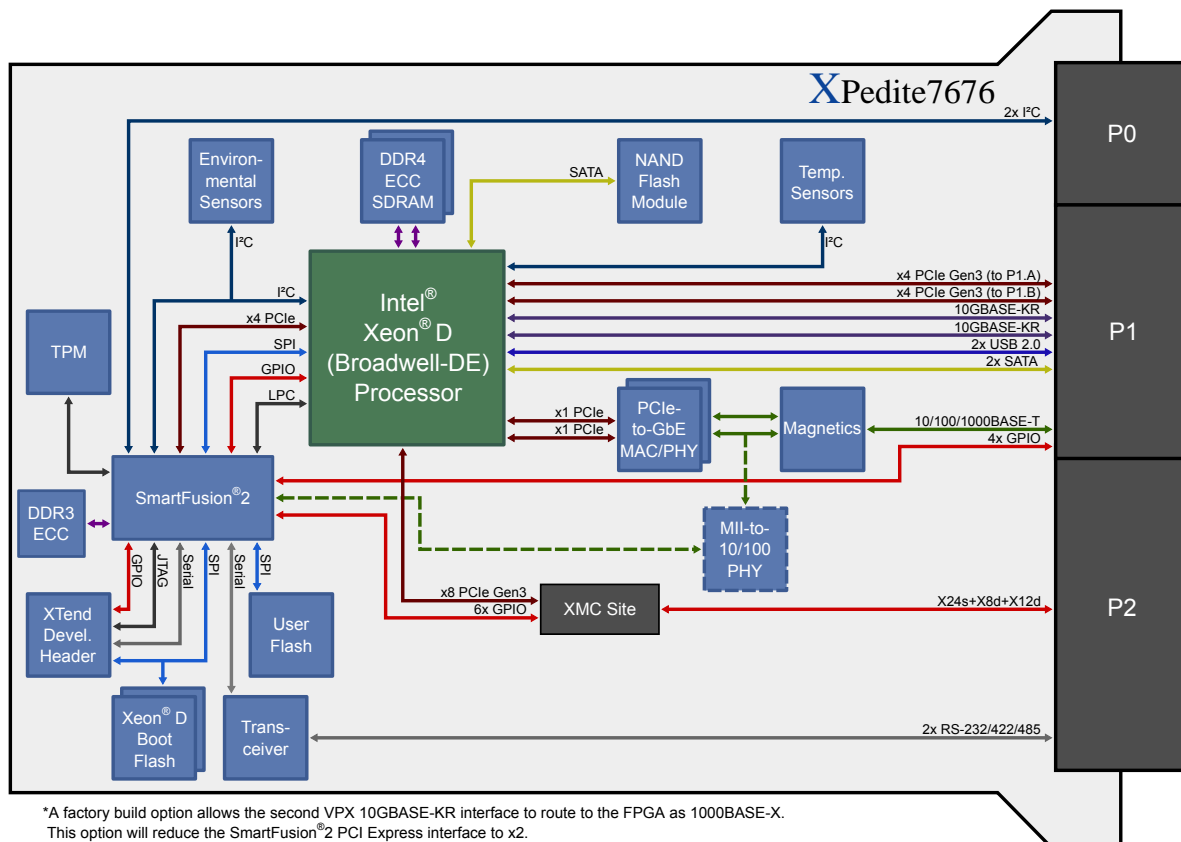 XPedite7676
P0
P1
P2
2x I²C
Environ-
mental
Sensors
DDR4
ECC
SDRAM
SATA
NAND
Flash
Module
Temp.
Sensors
I²C
I²C
I²C
x4 PCIe
SPI
GPIO
LPC
Intel®
Xeon® D
(Broadwell-DE)
Processor
x4 PCIe Gen3 (to P1.A)
x4 PCIe Gen3 (to P1.B)
10GBASE-KR
10GBASE-KR
2x USB 2.0
2x SATA
TPM
x1 PCIe
x1 PCIe
PCIe-
to-GbE
MAC/PHY
Magnetics
10/100/1000BASE-T
4x GPIO
SmartFusion®2
DDR3
ECC
MII-to-
10/100
PHY
GPIO
JTAG
Serial
SPI
Serial
SPI
x8 PCIe Gen3
6x GPIO
XMC Site
X24s+X8d+X12d
XTend
Devel.
Header
User
Flash
Xeon® D
Boot
Flash
Trans-
ceiver
2x RS-232/422/485
*A factory build option allows the second VPX 10GBASE-KR interface to route to the FPGA as 1000BASE-X.
This option will reduce the SmartFusion®2 PCI Express interface to x2.